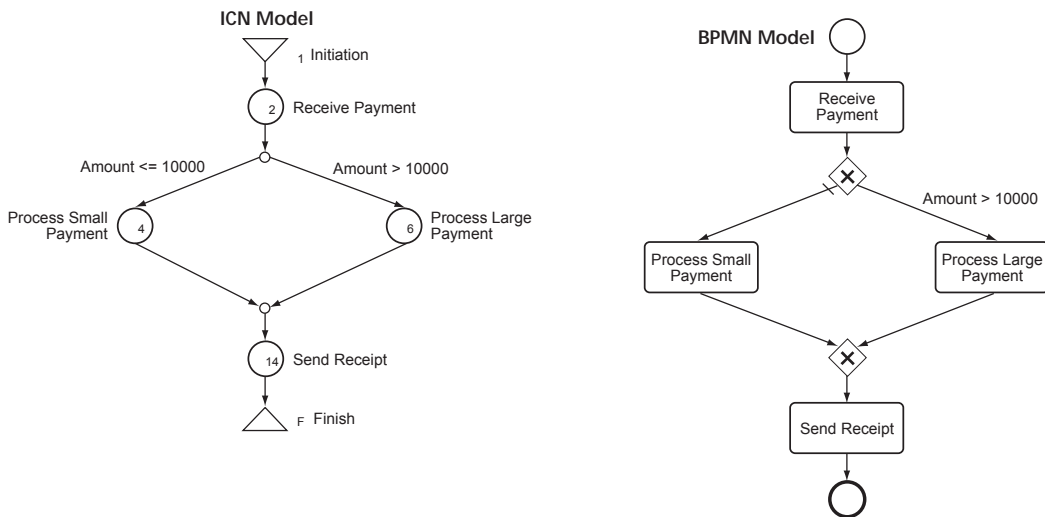 ICN Model
1 Initiation
2
Receive Payment
Amount <= 10000
Amount > 10000
Process Small
Payment
4
6
Process Large
Payment
14
Send Receipt
F Finish
BPMN Model
Receive
Payment
Amount > 10000
Process Small
Payment
Process Large
Payment
Send Receipt